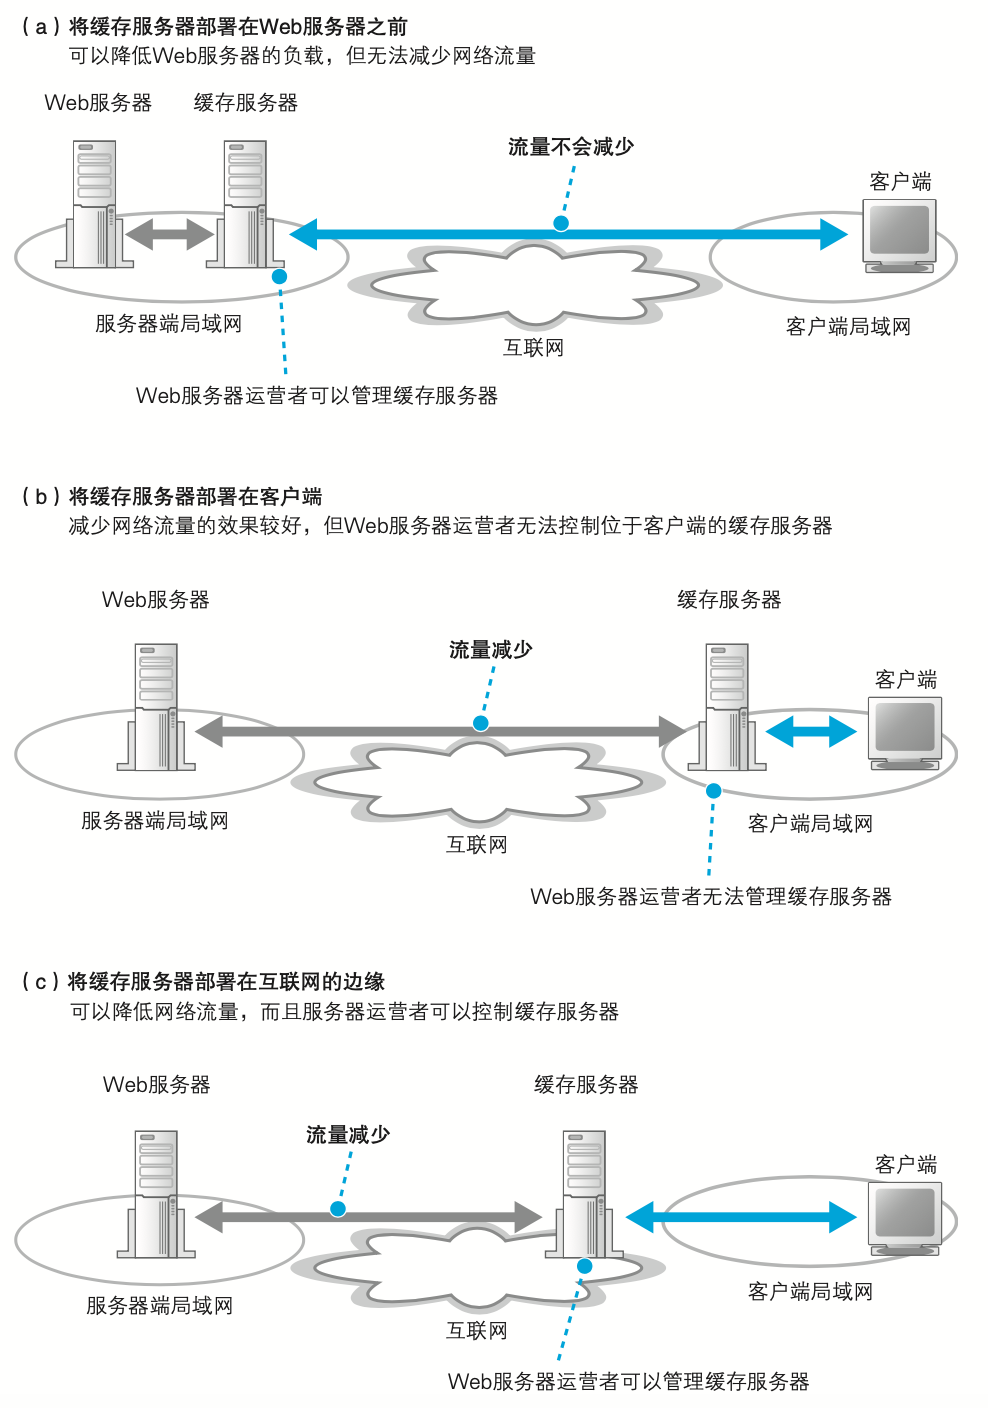 （a）将缓存服务器部署在Web服务器之前
可以降低Web服务器的负载，但无法减少网络流量
Web服务器
缓存服务器
流量不会减少
客户端
服务器端局域网
客户端局域网
互联网
Web服务器运营者可以管理缓存服务器
（b）将缓存服务器部署在客户端
减少网络流量的效果较好，但Web服务器运营者无法控制位于客户端的缓存服务器
Web服务器
缓存服务器
流量减少
客户端
服务器端局域网
客户端局域网
互联网
Web服务器运营者无法管理缓存服务器
（c）将缓存服务器部署在互联网的边缘
可以降低网络流量，而且服务器运营者可以控制缓存服务器
Web服务器
缓存服务器
流量减少
客户端
服务器端局域网
客户端局域网
互联网
Web服务器运营者可以管理缓存服务器